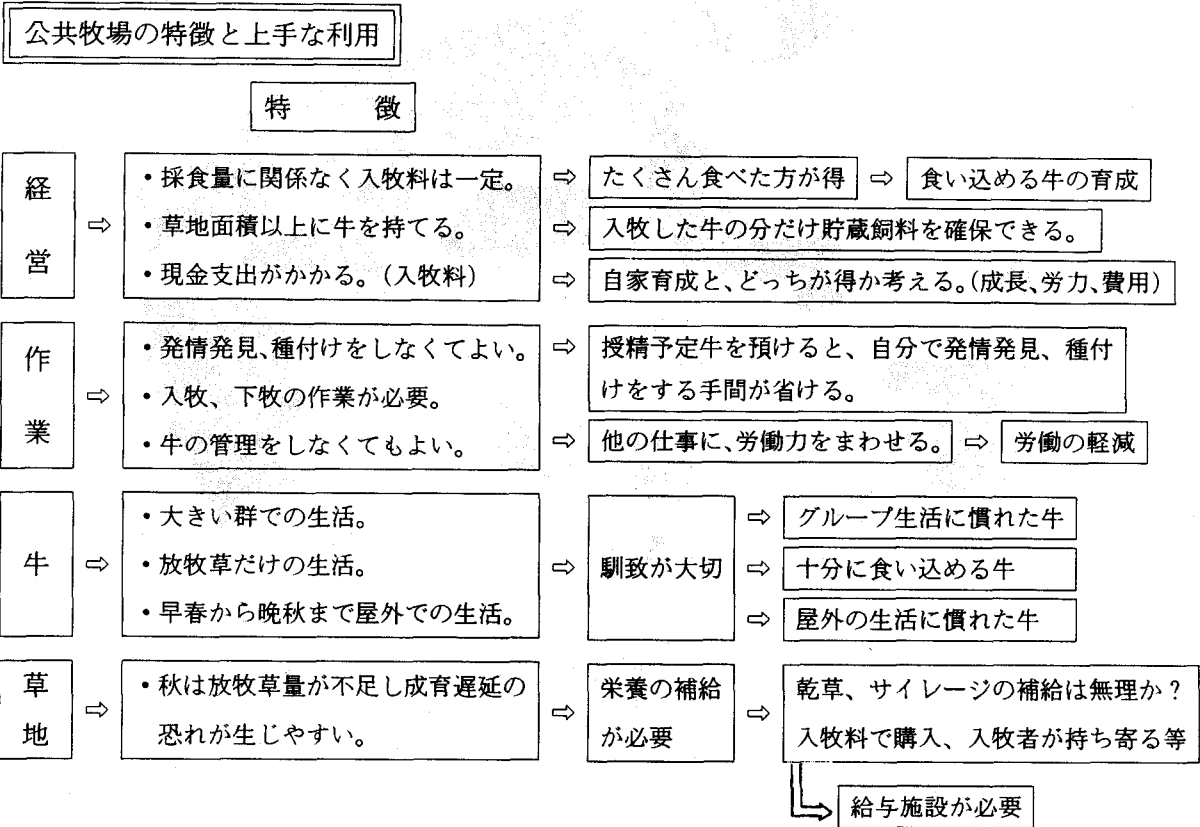 公共牧場の特徴と上手な利用
特　　徴
経営
⇨
・採食量に関係なく入牧料は一定。
⇨
たくさん食べた方が得
⇨
食い込める牛の育成
・草地面積以上に牛を持てる。
⇨
入牧した牛の分だけ貯蔵飼料を確保できる。
・現金支出がかかる。(入牧料)
⇨
自家育成と、どっちが得か考える。(成長、労力、費用)
作業
⇨
・発情発見、種付けをしなくてよい。
⇨
授精予定牛を預けると、自分で発情発見、種付
けをする手間が省ける。
・入牧、下牧の作業が必要。
・牛の管理をしなくてもよい。
⇨
他の仕事に、労働力をまわせる。
⇨
労働の軽減
牛
⇨
・大きい群での生活。
・放牧草だけの生活。
・早春から晩秋まで屋外での生活。
⇨
馴致が大切
⇨
グループ生活に慣れた牛
⇨
十分に食い込める牛
⇨
屋外の生活に慣れた牛
草地
⇨
・秋は放牧草量が不足し成育遅延の
恐れが生じやすい。
⇨
栄養の補給
が必要
⇨
乾草、サイレージの補給は無理か?
入牧料で購入、入牧者が持ち寄る等
給与施設が必要